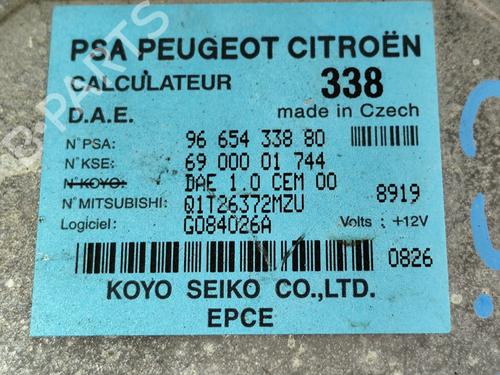 PSA PEUGEOT CITROËN
CALCULATEUR 338
D.A.E. made in Czech
N°PSA: 96 654 338 80
N°KSE: 69 000 01 744
N°KOYO: DAE 1.0 CEM 00
N°MITSUBISHI: Q1T26372MZU 8919
Logiciel: G084026A Volts : +12V
0826
KOYO SEIKO CO.,LTD.
EPCE
B-PARTS